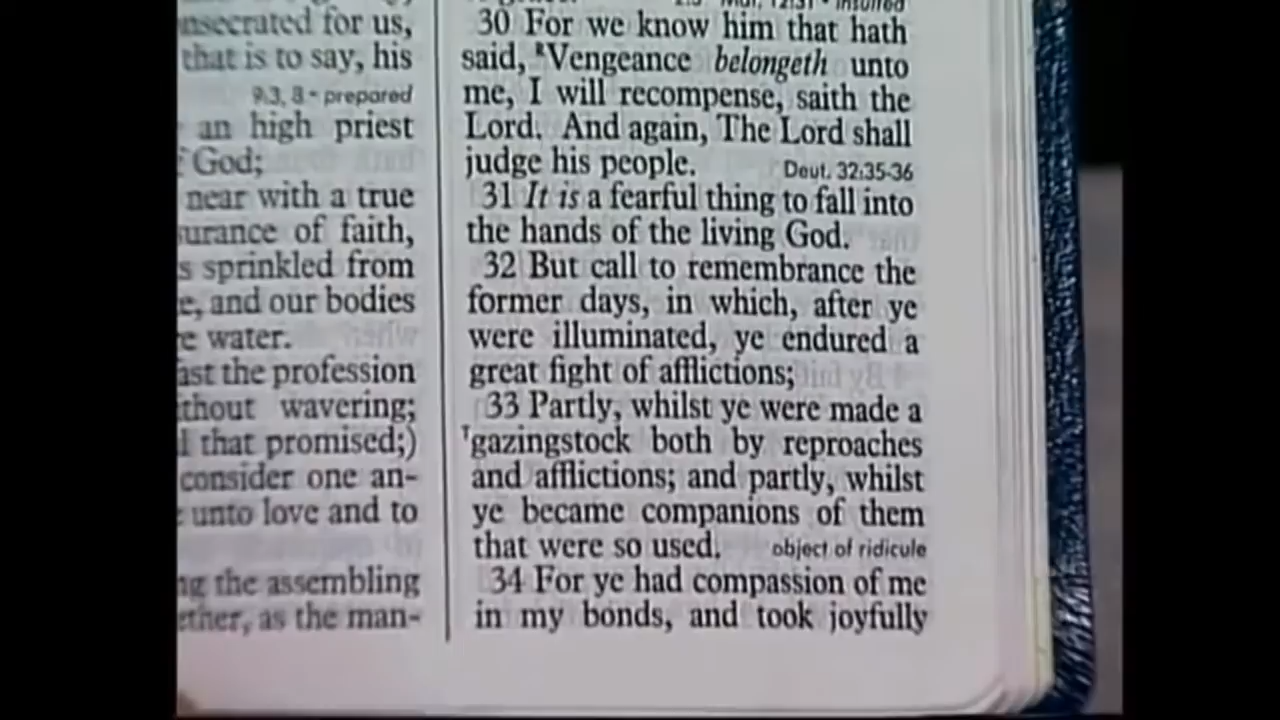 nsecrated for us,
that is to say, his
9:3, 8 - prepared
an high priest
God;
near with a true
surance of faith,
s sprinkled from
e, and our bodies
e water.
ast the profession
thout wavering;
that promised;)
consider one an-
unto love and to
ng the assembling
ether, as the man-
30 For we know him that hath
said, RVengeance belongeth unto
me, I will recompense, saith the
Lord. And again, The Lord shall
judge his people. Deut. 32:35-36
31 It is a fearful thing to fall into
the hands of the living God.
32 But call to remembrance the
former days, in which, after ye
were illuminated, ye endured a
great fight of afflictions;
33 Partly, whilst ye were made a
Tgazingstock both by reproaches
and afflictions; and partly, whilst
ye became companions of them
that were so used. object of ridicule
34 For ye had compassion of me
in my bonds, and took joyfully